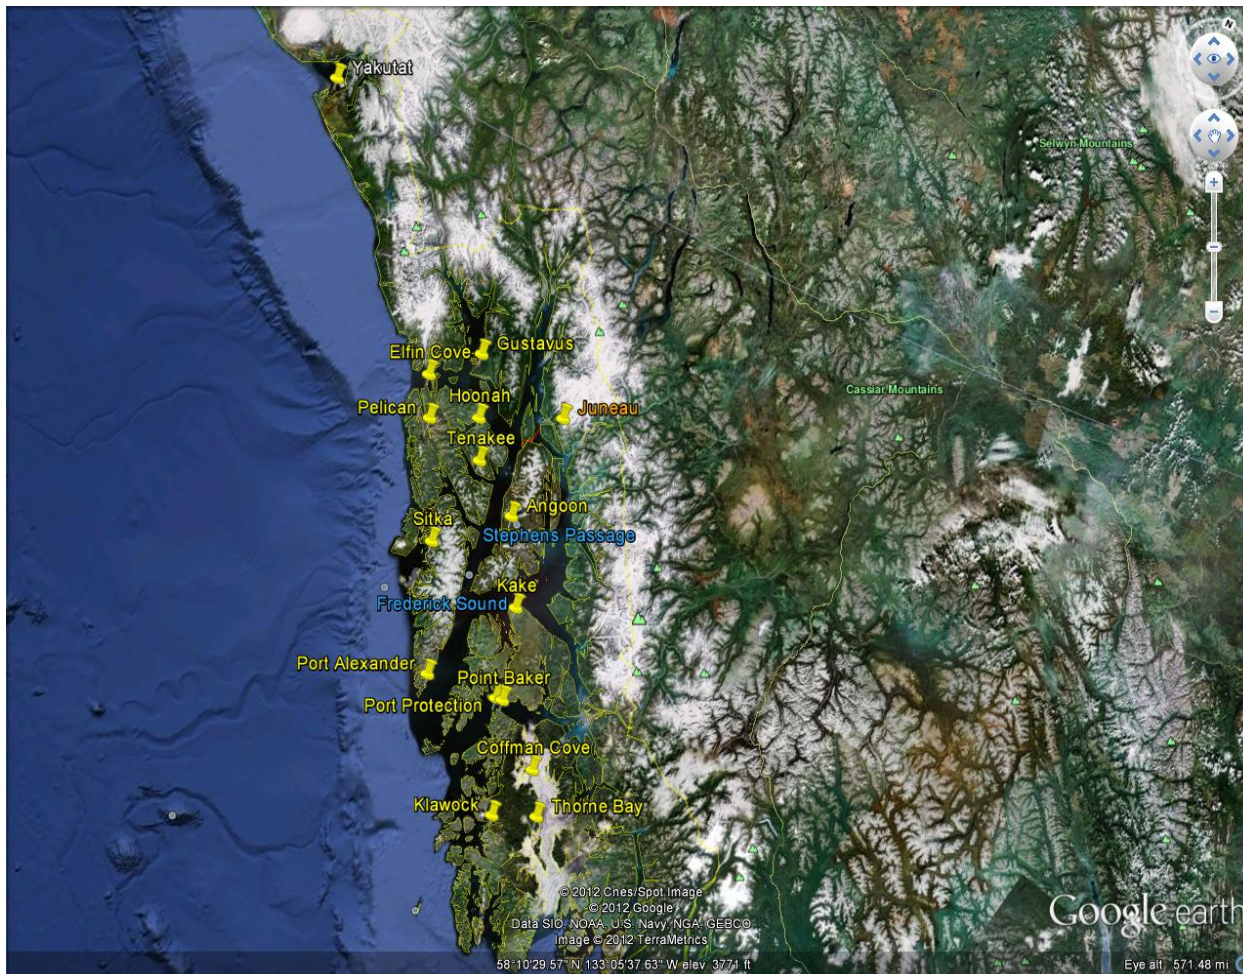 N
Yakutat
Selwyn Mountains
Gustavus
Elfin Cove
Cassiar Mountains
Hoonah
Pelican
Juneau
Tenakee
Angoon
Sitka
Stephens Passage
Kake
Frederick Sound
Port Alexander
Point Baker
Port Protection
Coffman Cove
Klawock
Thorne Bay
© 2012 Cnes/Spot Image
© 2012 Google
Data SIO, NOAA, U.S. Navy, NGA, GEBCO
Image © 2012 TerraMetrics
Google earth
58°10'29.57" N 133°05'37.63" W elev 3771 ft
Eye alt 571.48 mi